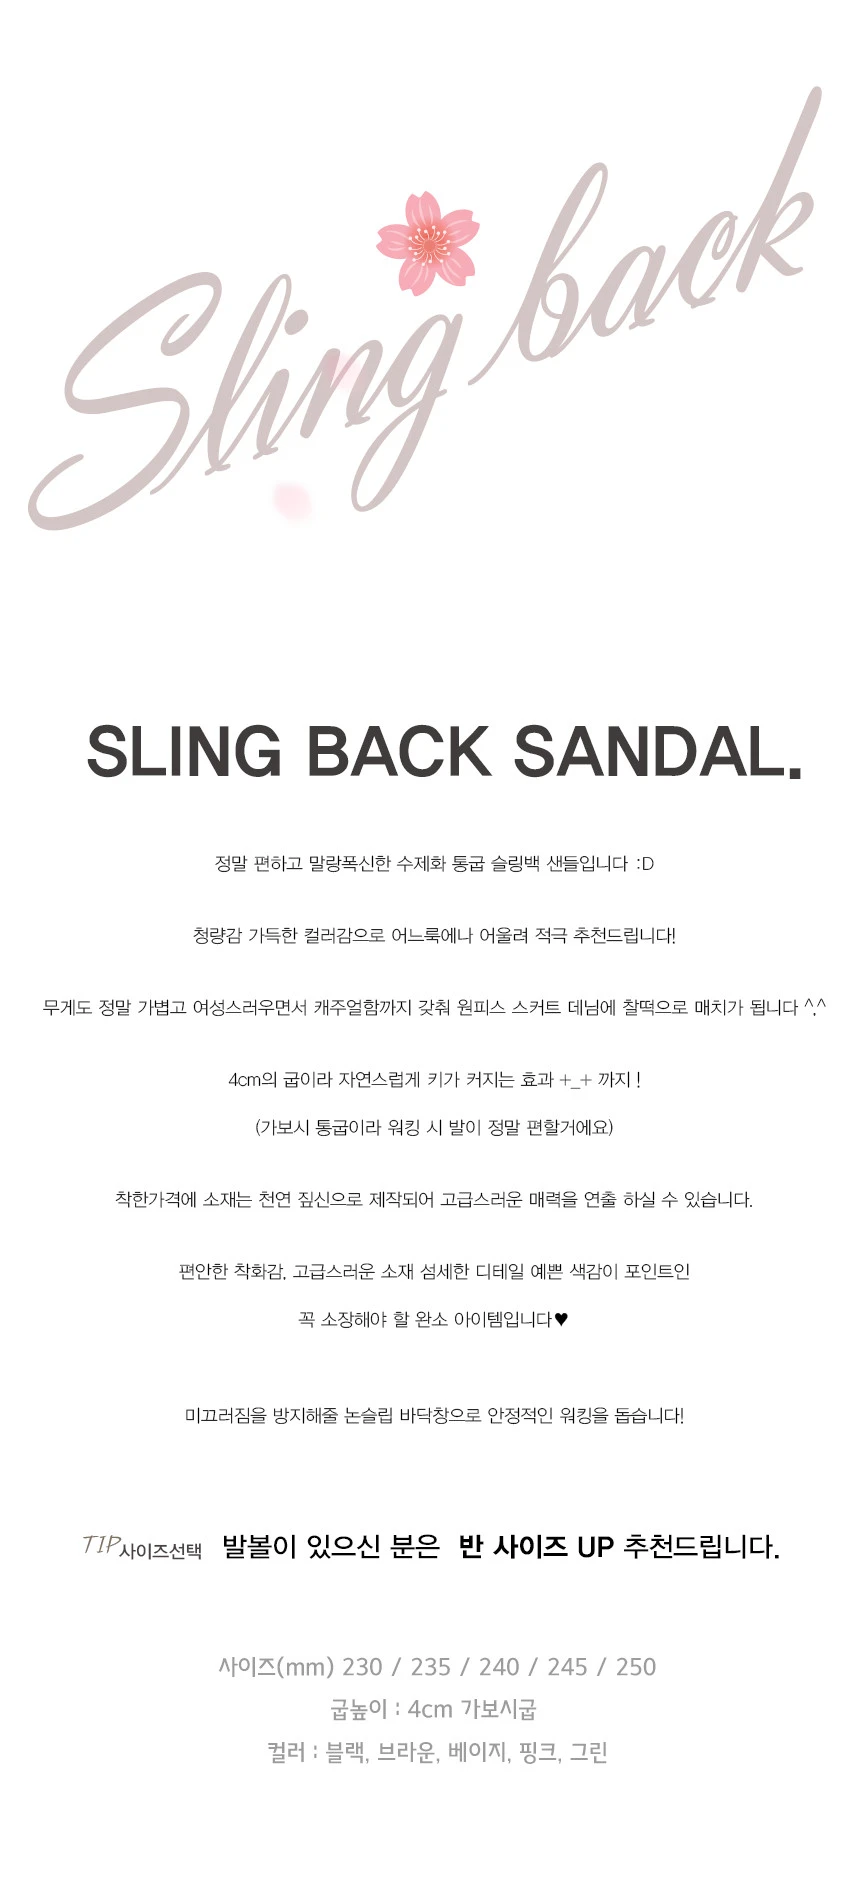 Sling back
SLING BACK SANDAL.
정말 편하고 말랑폭신한 수제화 통굽 슬링백 샌들입니다 :D
청량감 가득한 컬러감으로 어느룩에나 어울려 적극 추천드립니다!
무게도 정말 가볍고 여성스러우면서 캐주얼함까지 갖춰 원피스 스커트 데님에 찰떡으로 매치가 됩니다 ^.^
4cm의 굽이라 자연스럽게 키가 커지는 효과 +_+ 까지 !
(가보시 통굽이라 워킹 시 발이 정말 편할거에요)
착한가격에 소재는 천연 짚신으로 제작되어 고급스러운 매력을 연출 하실 수 있습니다.
편안한 착화감, 고급스러운 소재 섬세한 디테일 예쁜 색감이 포인트인
꼭 소장해야 할 완소 아이템입니다♥
미끄러짐을 방지해줄 논슬립 바닥창으로 안정적인 워킹을 돕습니다!
TIP사이즈선택 발볼이 있으신 분은 반 사이즈 UP 추천드립니다.
사이즈(mm) 230 / 235 / 240 / 245 / 250
굽높이 : 4cm 가보시굽
컬러 : 블랙, 브라운, 베이지, 핑크, 그린